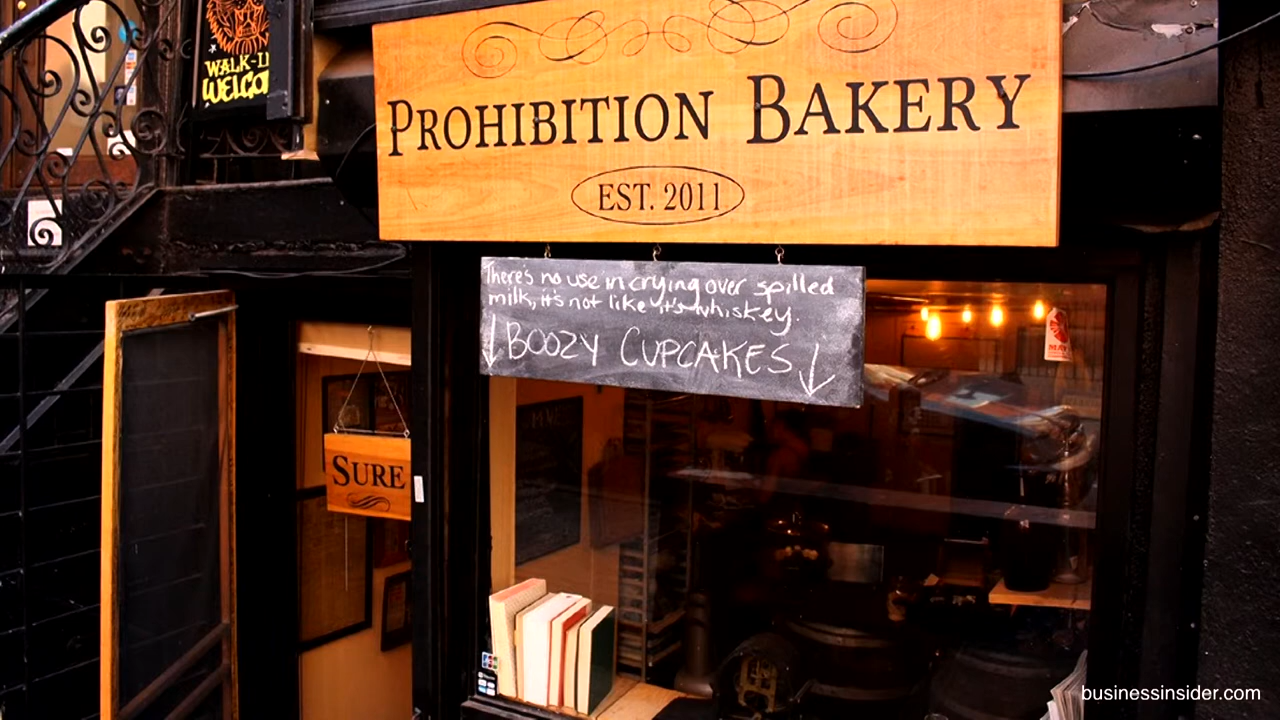 WALK-I
WELCO
PROHIBITION BAKERY
EST. 2011
There's no use in crying over spilled
milk, it's not like it's whiskey.
↓ BOOZY CUPCAKES ↓
SURE
businessinsider.com